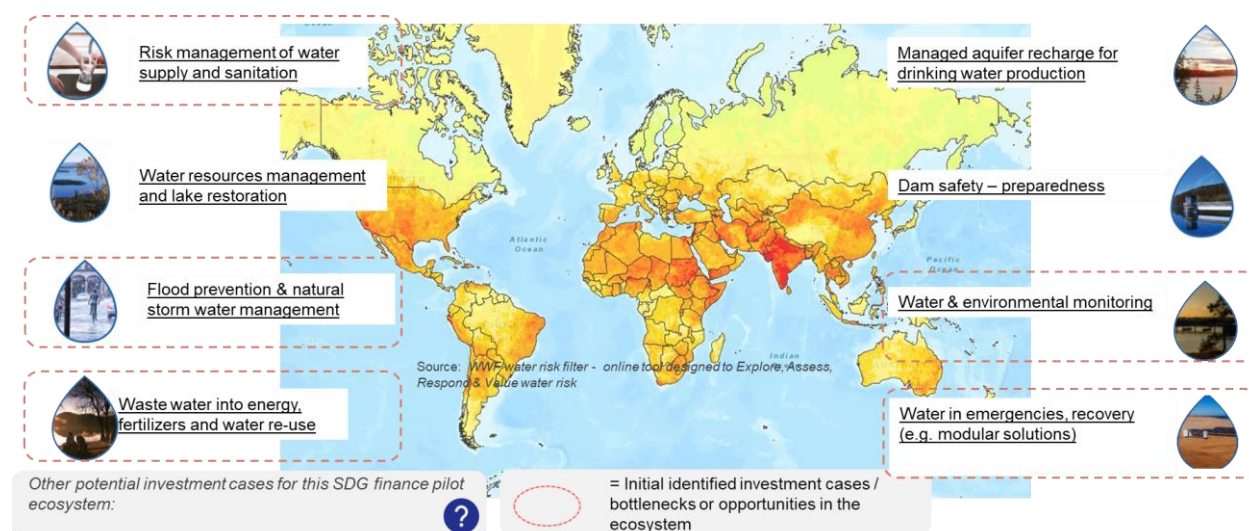 Risk management of water
supply and sanitation
Water resources management
and lake restoration
Flood prevention & natural
storm water management
Waste water into energy,
fertilizers and water re-use
Managed aquifer recharge for
drinking water production
Dam safety – preparedness
Water & environmental monitoring
Water in emergencies, recovery
(e.g. modular solutions)
Ocean
Atlantic
Ocean
Pacific
Ocean
Indian
Source: WWF water risk filter - online tool designed to Explore, Assess,
Respond & Value water risk
Other potential investment cases for this SDG finance pilot
ecosystem:
?
= Initial identified investment cases /
bottlenecks or opportunities in the
ecosystem